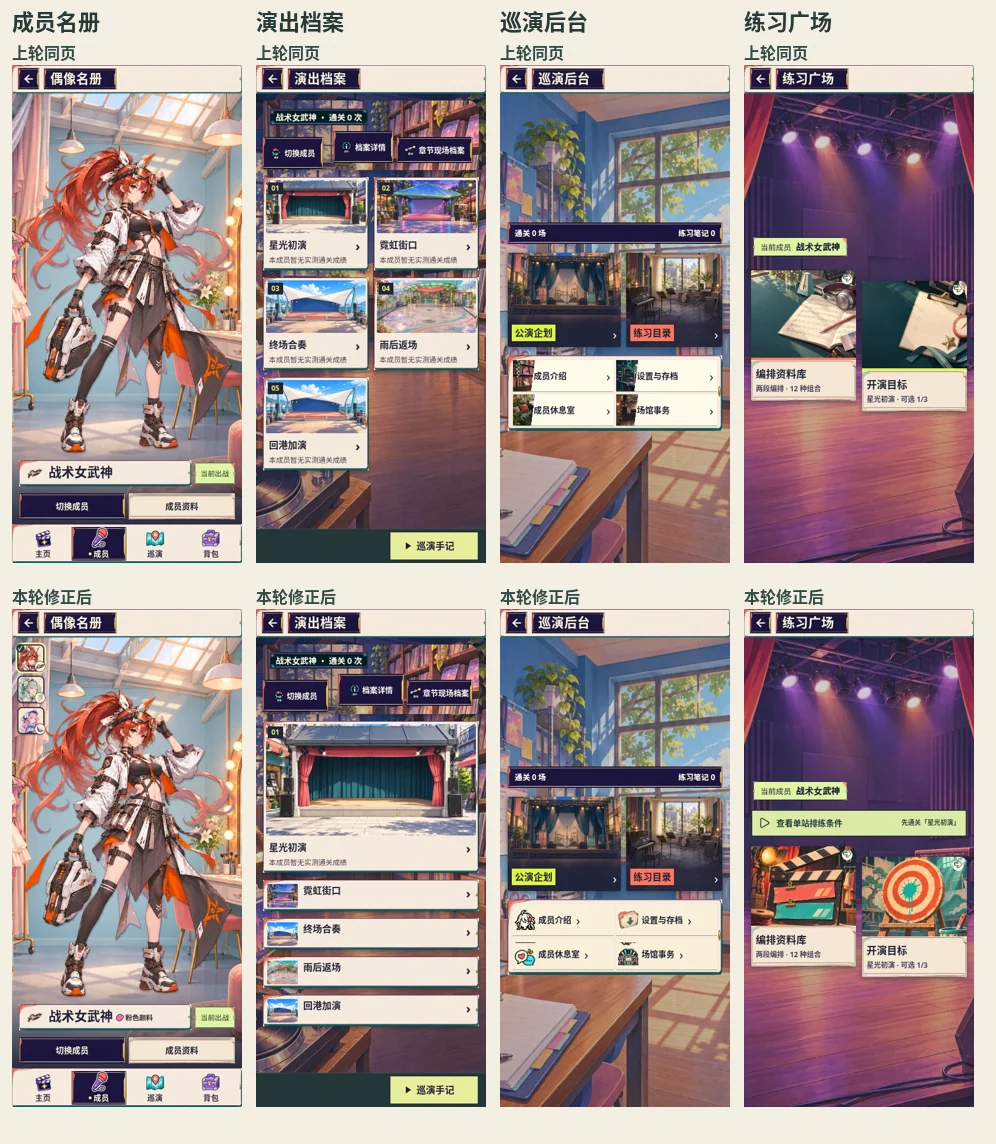 成员名册
上轮同页
偶像名册
战术女武神
当前出战
切换成员
成员资料
主页
成员
巡演
背包
演出档案
上轮同页
演出档案
战术女武神 • 通关 0 次
切换成员
档案详情
章节现场档案
01
星光初演
本成员暂无实测通关成绩
02
霓虹街口
本成员暂无实测通关成绩
03
终场合奏
本成员暂无实测通关成绩
04
雨后返场
本成员暂无实测通关成绩
05
回港加演
本成员暂无实测通关成绩
巡演手记
巡演后台
上轮同页
巡演后台
通关 0 场
练习笔记 0
公演企划
练习目录
成员介绍
设置与存档
成员休息室
场馆事务
练习广场
上轮同页
练习广场
当前成员 战术女武神
编排资料库
两段编排 · 12 种组合
开演目标
星光初演 · 可选 1/3
本轮修正后
偶像名册
战术女武神
粉色颜料
当前出战
切换成员
成员资料
主页
成员
巡演
背包
本轮修正后
演出档案
战术女武神 • 通关 0 次
切换成员
档案详情
章节现场档案
01
星光初演
本成员暂无实测通关成绩
霓虹街口
终场合奏
雨后返场
回港加演
巡演手记
本轮修正后
巡演后台
通关 0 场
练习笔记 0
公演企划
练习目录
成员介绍
设置与存档
成员休息室
场馆事务
本轮修正后
练习广场
当前成员 战术女武神
查看单站排练条件
先通关「星光初演」
编排资料库
两段编排 · 12 种组合
开演目标
星光初演 · 可选 1/3